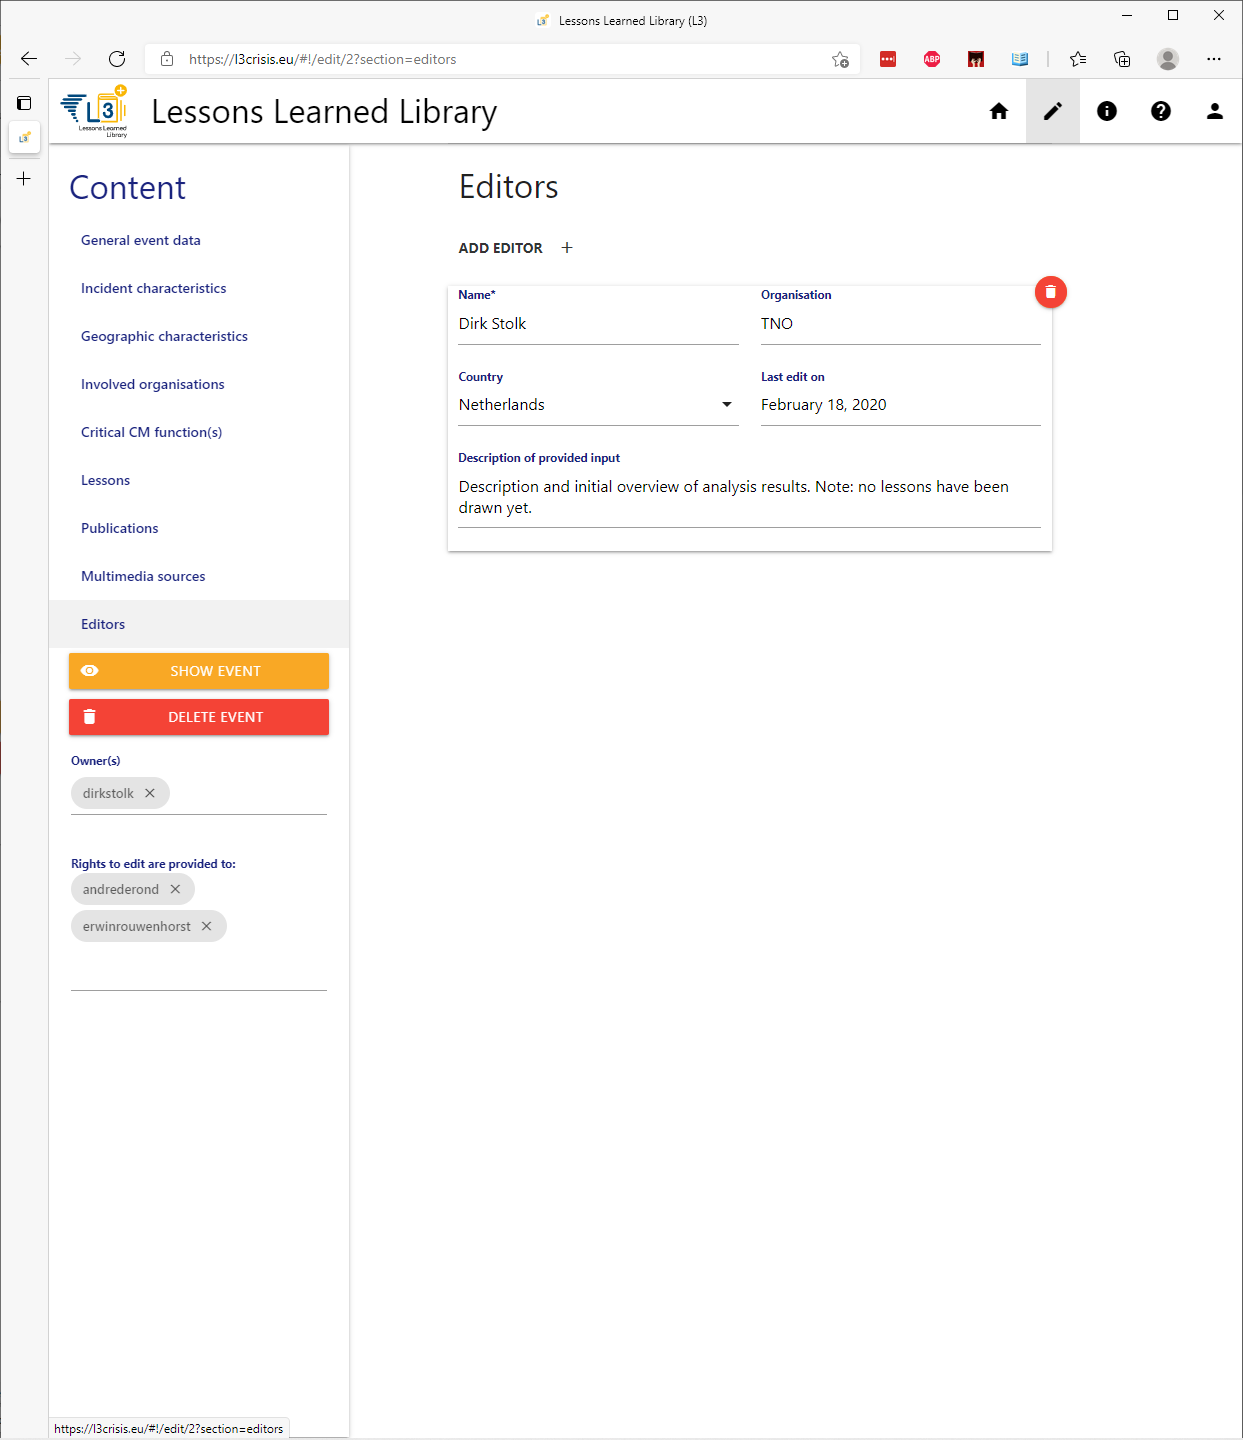 Lessons Learned Library (L3)
https://l3crisis.eu/#!/edit/2?section=editors
ABP
L3
Lessons Learned
Library
Lessons Learned Library
Content
General event data
Incident characteristics
Geographic characteristics
Involved organisations
Critical CM function(s)
Lessons
Publications
Multimedia sources
Editors
SHOW EVENT
DELETE EVENT
Owner(s)
dirkstolk
Rights to edit are provided to:
andrederond
erwinrouwenhorst
Editors
ADD EDITOR
Name*
Organisation
Dirk Stolk
TNO
Country
Last edit on
Netherlands
February 18, 2020
Description of provided input
Description and initial overview of analysis results. Note: no lessons have been
drawn yet.
https://l3crisis.eu/#!/edit/2?section=editors